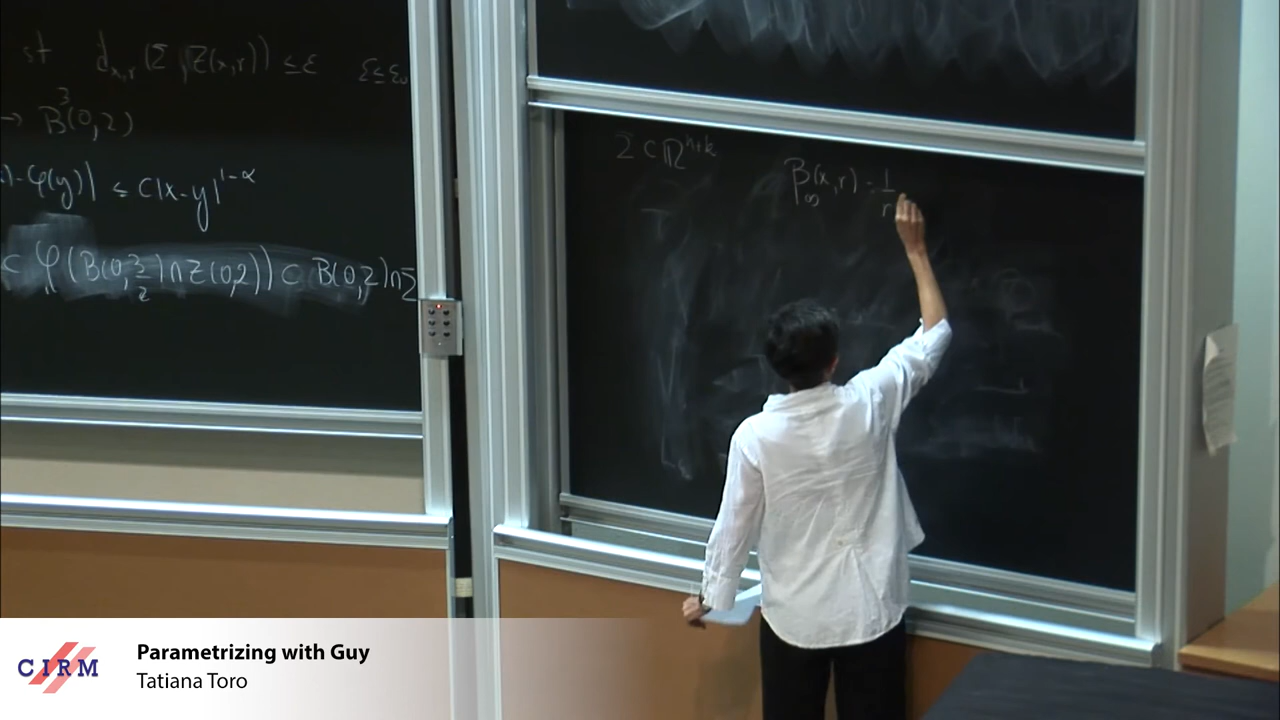 st d_{x,r}(Σ, Z(x,r)) ≤ε ε≤ε₀
→ B³(0,2)
)-φ(y)| ≤ C|x-y|^{1-α}
⊂ φ(B(0,3/2)∩Z(0,2)) ⊂ B(0,2)∩Σ
Σ⊂ℝ^{n+k}
β_∞(x,r) = 1/r
CIRM
Parametrizing with Guy
Tatiana Toro